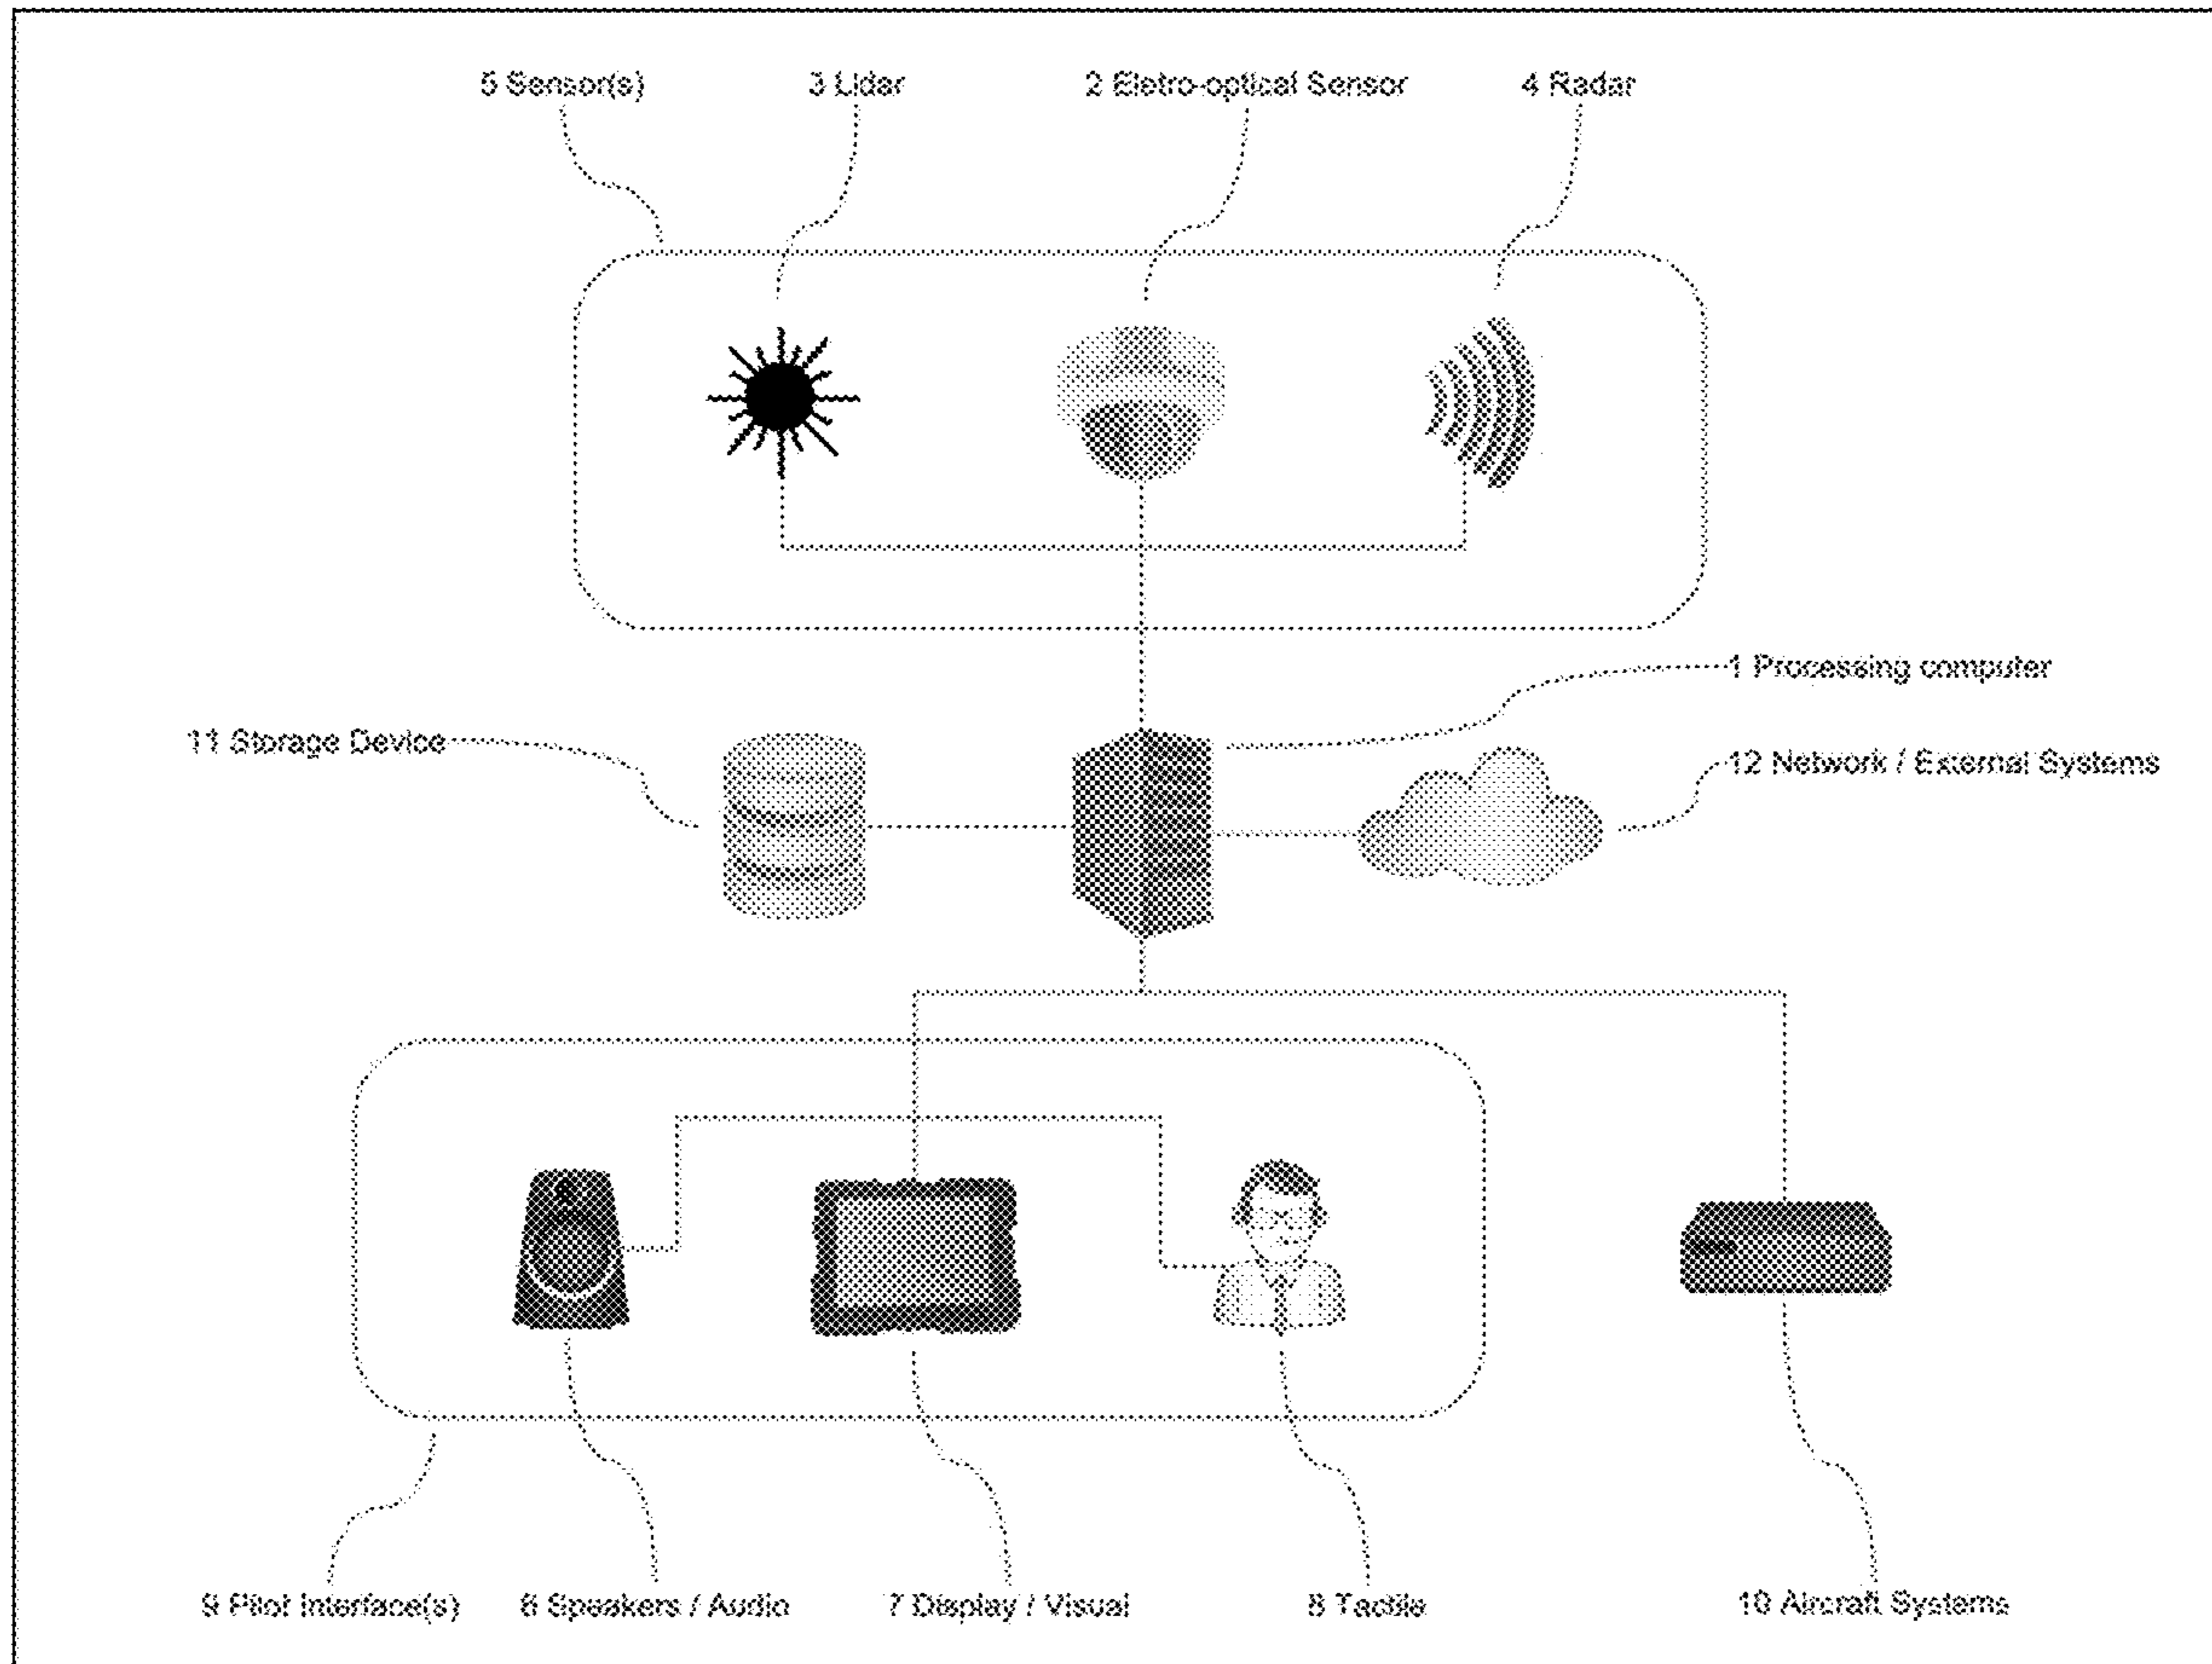 5 Sensor(s)
3 Lidar
2 Eletro-optical Sensor
4 Radar
1 Processing computer
11 Storage Device
12 Network / External Systems
9 Pilot Interface(s)
6 Speakers / Audio
7 Display / Visual
8 Tactile
10 Aircraft Systems